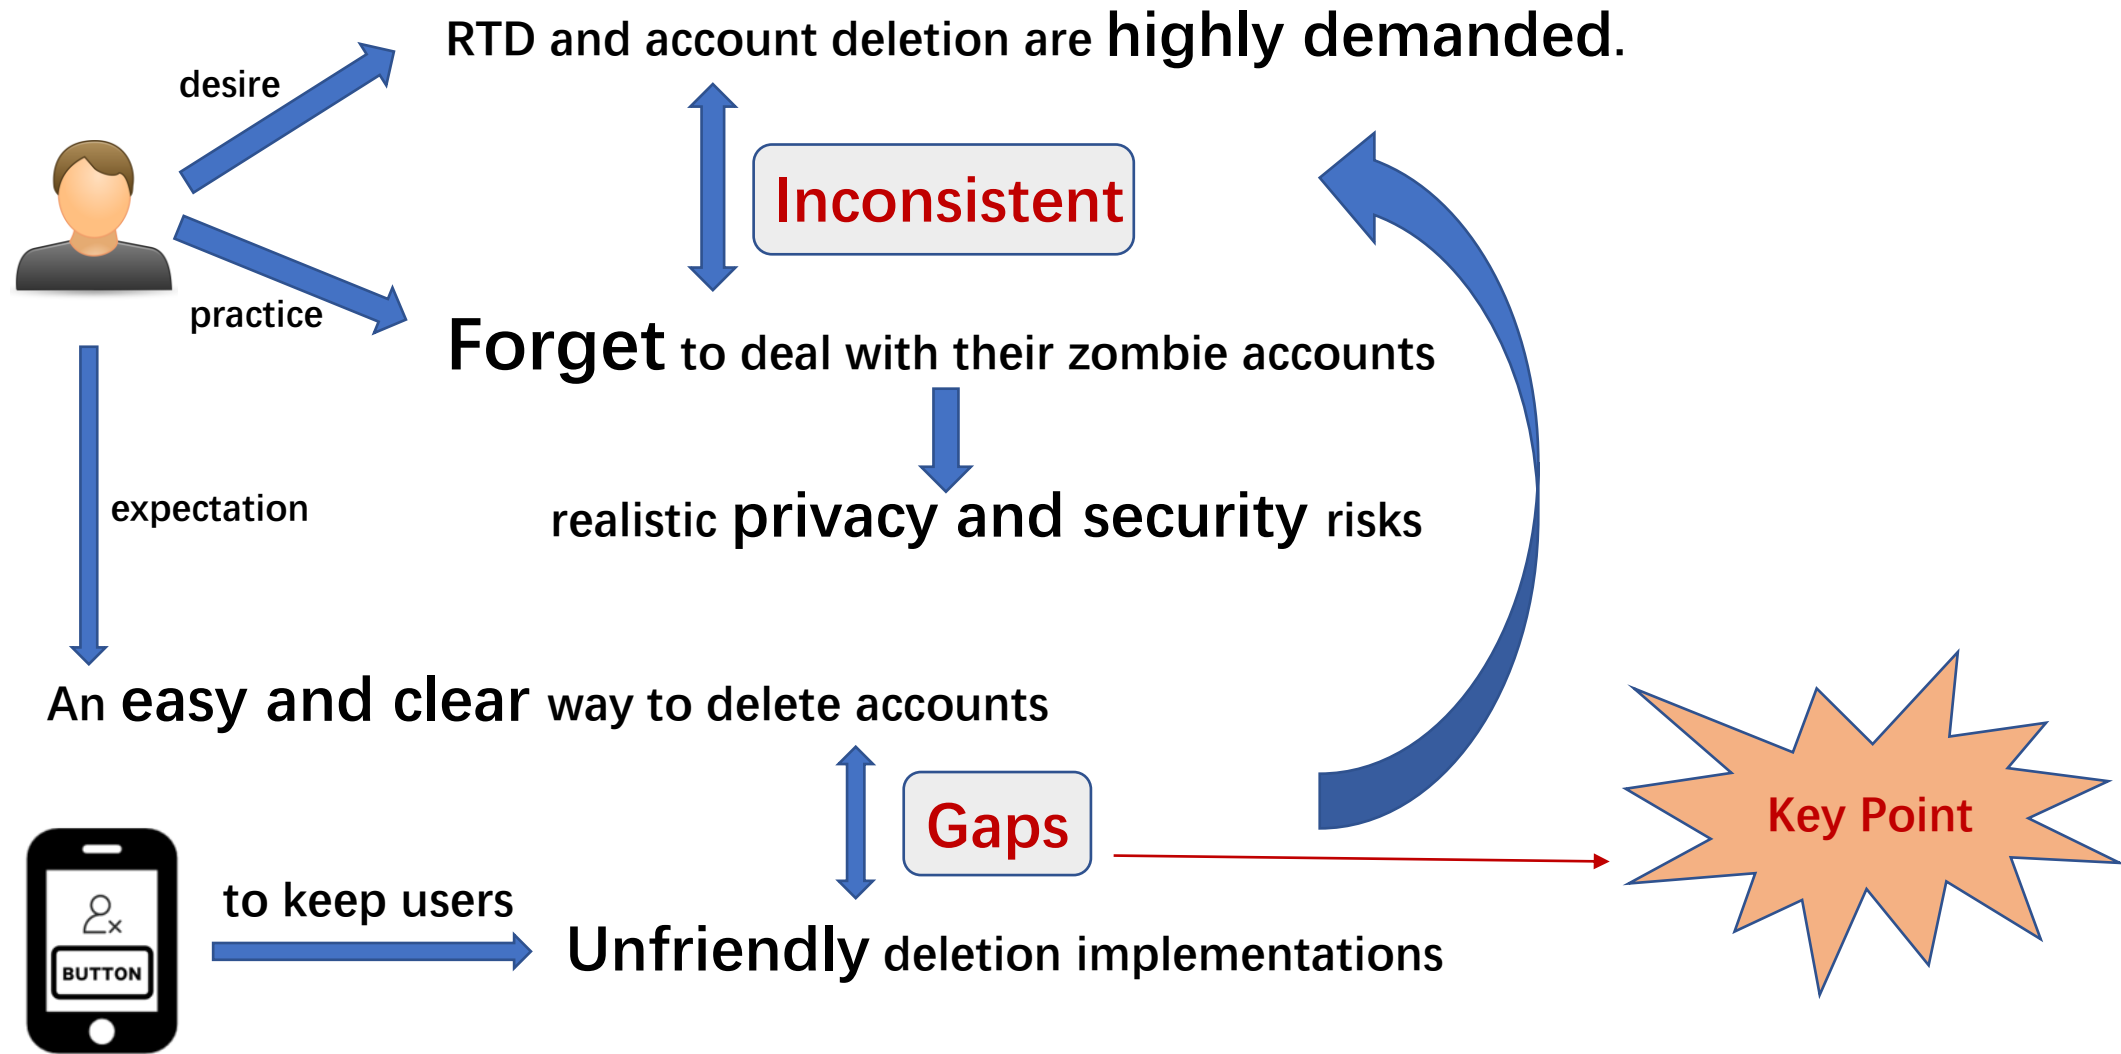 RTD and account deletion are highly demanded.
desire
Inconsistent
practice
Forget to deal with their zombie accounts
expectation
realistic privacy and security risks
An easy and clear way to delete accounts
Gaps
Key Point
to keep users
BUTTON
Unfriendly deletion implementations